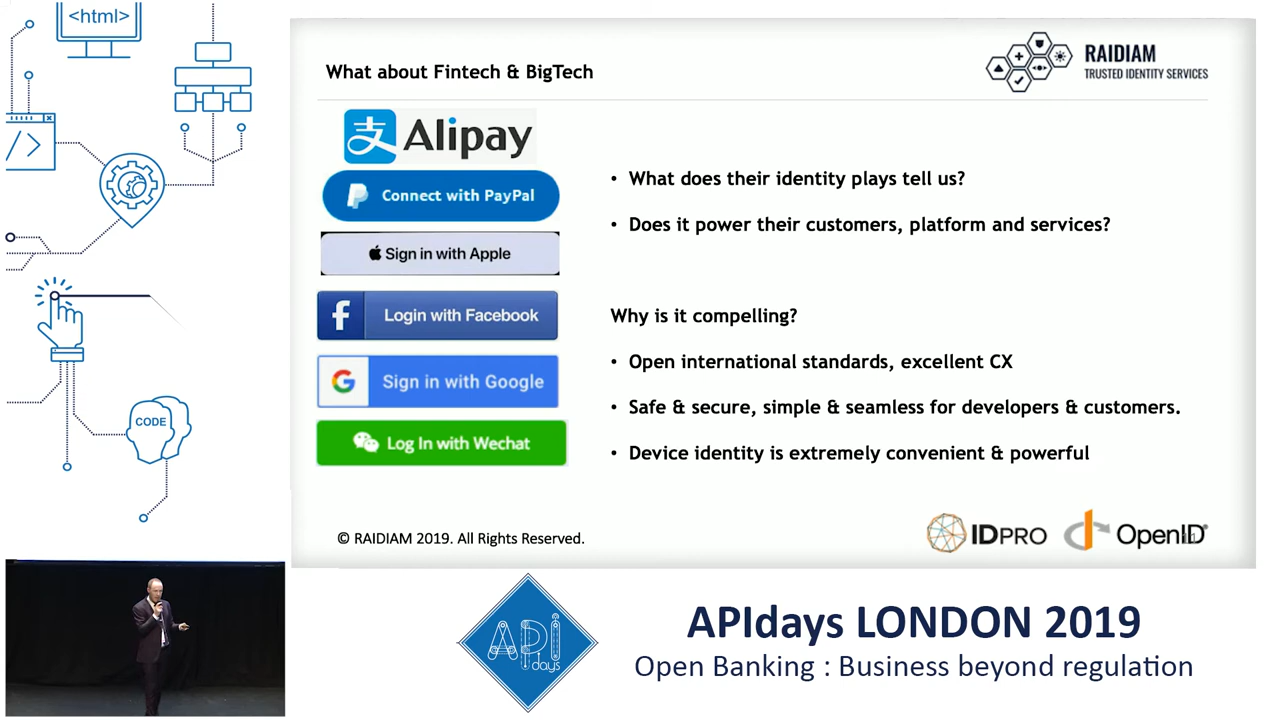 <html>
What about Fintech & BigTech
RAIDIAM
TRUSTED IDENTITY SERVICES
支 Alipay
Connect with PayPal
Sign in with Apple
f Login with Facebook
G Sign in with Google
Log In with Wechat
• What does their identity plays tell us?
• Does it power their customers, platform and services?
Why is it compelling?
• Open international standards, excellent CX
• Safe & secure, simple & seamless for developers & customers.
• Device identity is extremely convenient & powerful
</>
CODE
© RAIDIAM 2019. All Rights Reserved.
IDPRO
OpenID®
11
API
days
APIdays LONDON 2019
Open Banking : Business beyond regulation